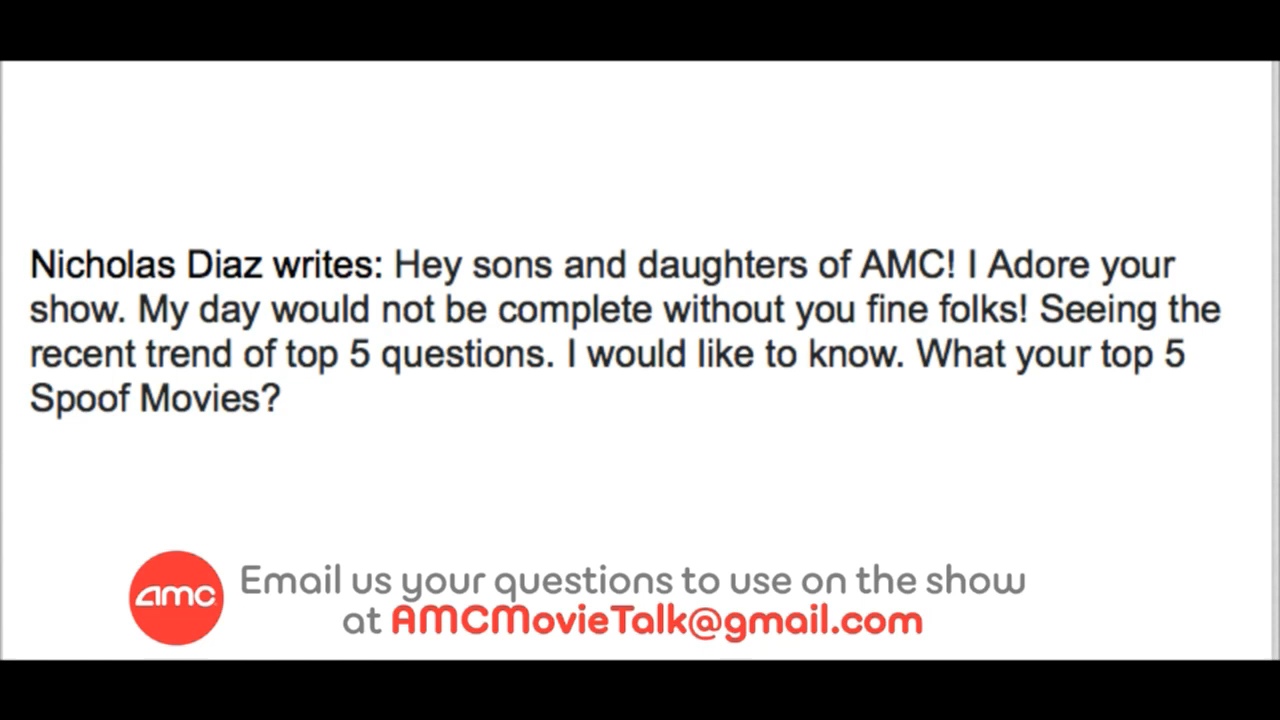 Nicholas Diaz writes: Hey sons and daughters of AMC! I Adore your
show. My day would not be complete without you fine folks! Seeing the
recent trend of top 5 questions. I would like to know. What your top 5
Spoof Movies?
amc
Email us your questions to use on the show
at AMCMovieTalk@gmail.com